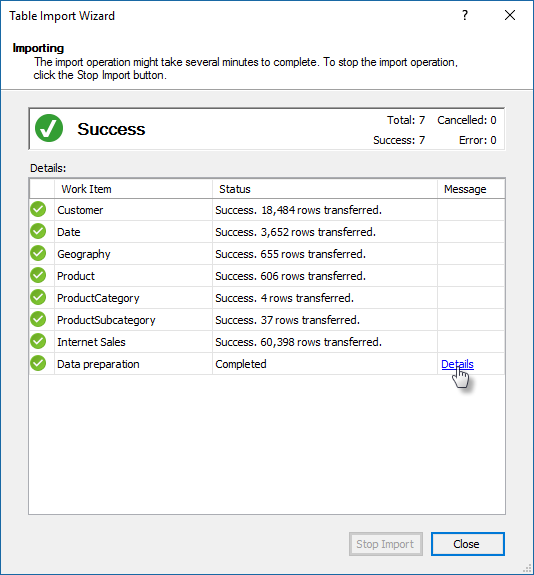 Table Import Wizard
?
Importing
The import operation might take several minutes to complete. To stop the import operation,
click the Stop Import button.
Success
Total: 7 Cancelled: 0
Success: 7 Error: 0
Details:
Work Item Status Message
Customer Success. 18,484 rows transferred.
Date Success. 3,652 rows transferred.
Geography Success. 655 rows transferred.
Product Success. 606 rows transferred.
ProductCategory Success. 4 rows transferred.
ProductSubcategory Success. 37 rows transferred.
Internet Sales Success. 60,398 rows transferred.
Data preparation Completed Details
Stop Import Close